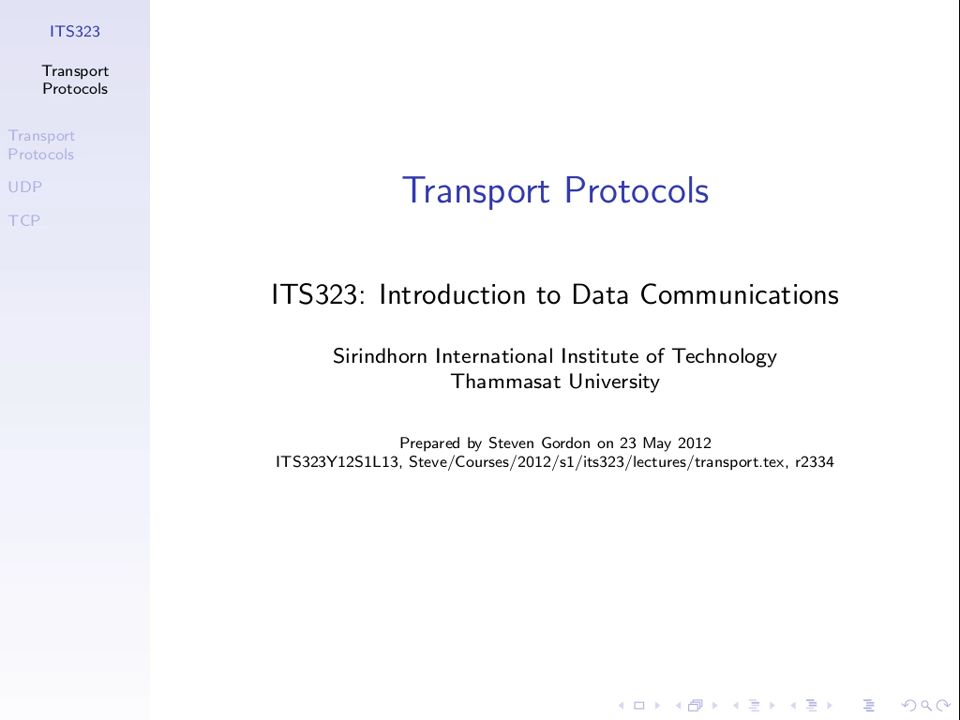 ITS323
Transport
Protocols
Transport
Protocols
UDP
TCP
Transport Protocols
ITS323: Introduction to Data Communications
Sirindhorn International Institute of Technology
Thammasat University
Prepared by Steven Gordon on 23 May 2012
ITS323Y12S1L13, Steve/Courses/2012/s1/its323/lectures/transport.tex, r2334